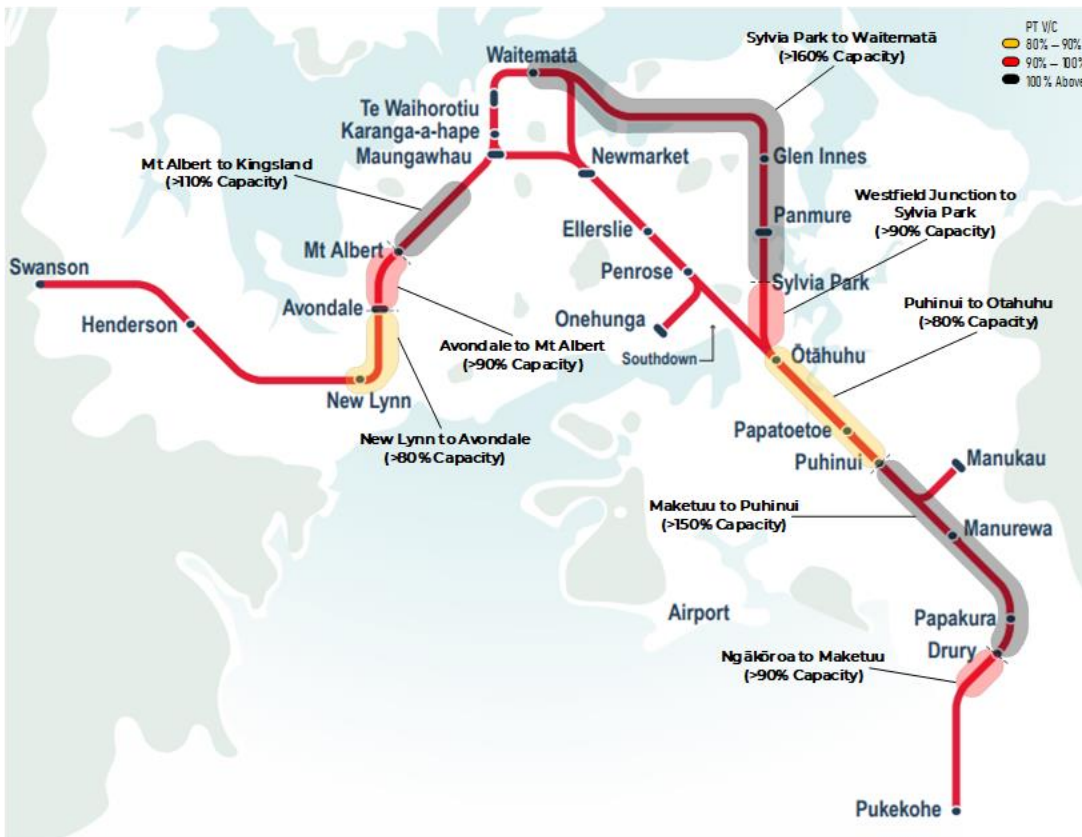 PT V/C
80% – 90%
90% – 100%
100% Above
Sylvia Park to Waitematā
(>160% Capacity)
Waitematā
Te Waihorotiu
Karanga-a-hape
Maungawhau
Newmarket
Glen Innes
Mt Albert to Kingsland
(>110% Capacity)
Westfield Junction to
Sylvia Park
(>90% Capacity)
Panmure
Ellerslie
Mt Albert
Swanson
Penrose
Sylvia Park
Avondale
Puhinui to Otahuhu
(>80% Capacity)
Henderson
Onehunga
Avondale to Mt Albert
(>90% Capacity)
Southdown
Ōtāhuhu
New Lynn
Papatoetoe
New Lynn to Avondale
(>80% Capacity)
Puhinui
Manukau
Maketuu to Puhinui
(>150% Capacity)
Manurewa
Airport
Papakura
Drury
Ngākōroa to Maketuu
(>90% Capacity)
Pukekohe